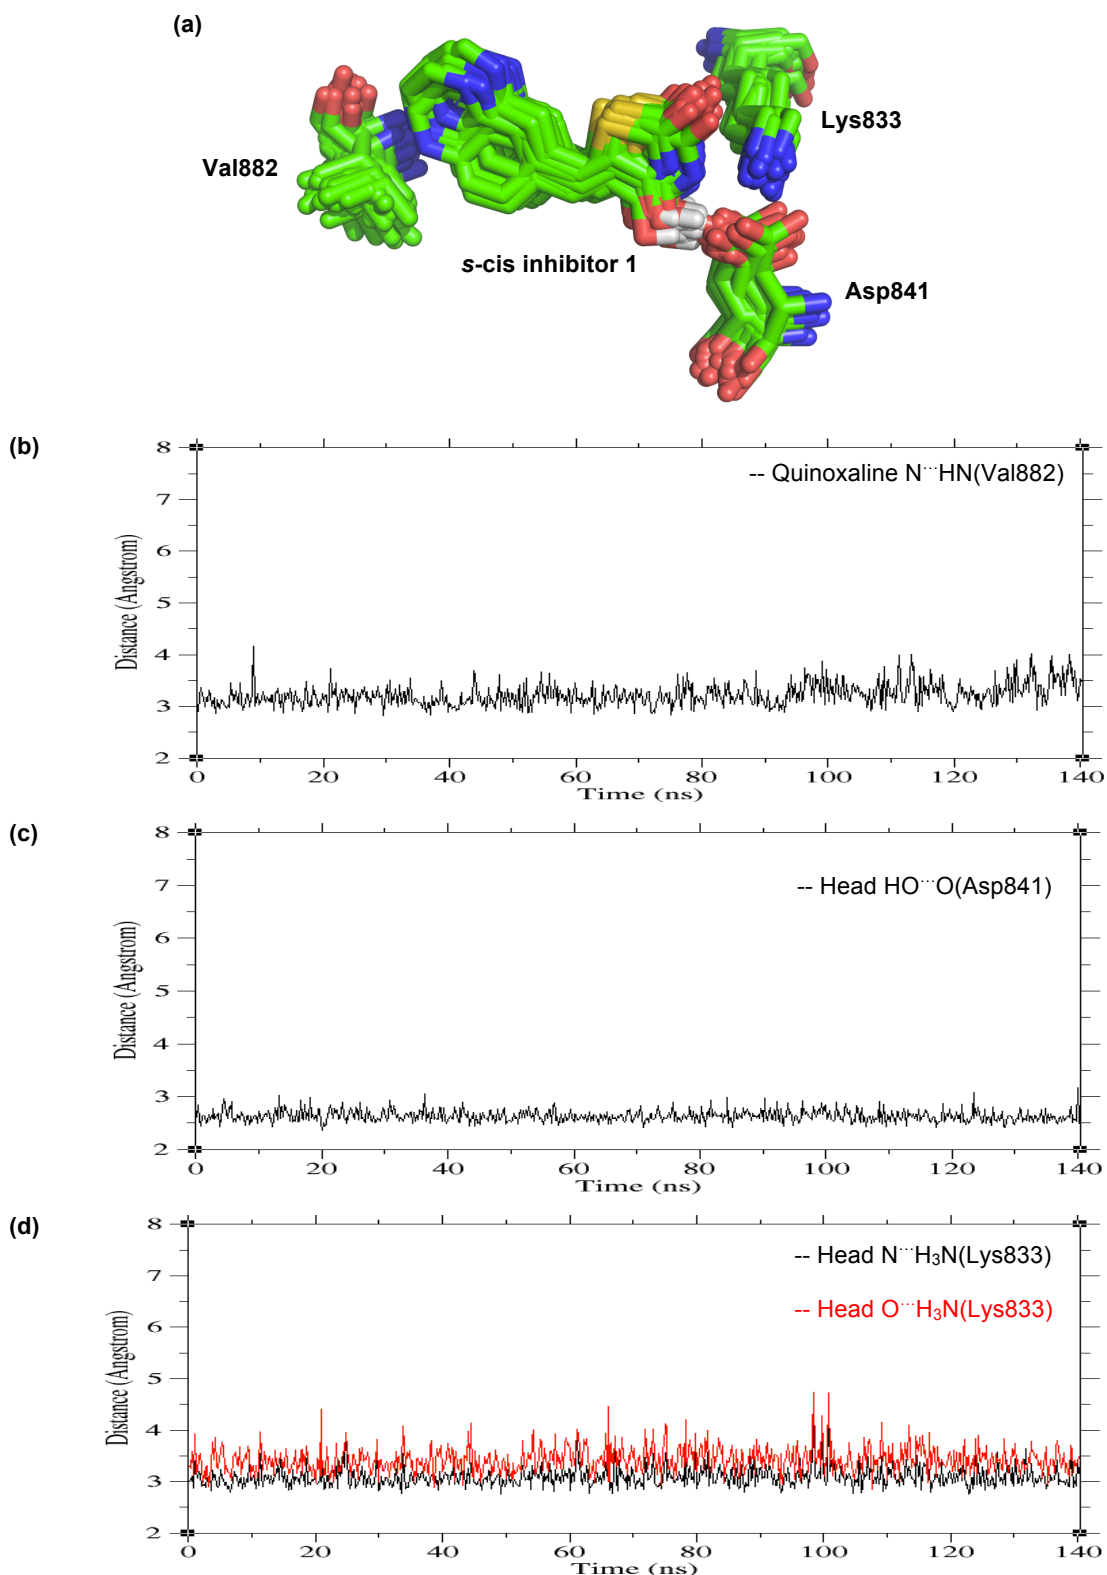 (a)
Lys833
Val882
s-cis inhibitor 1
Asp841
(b)
-- Quinoxaline N···HN(Val882)
Distance (Angstrom)
8
7
6
5
4
3
2
0 20 40 60 80 100 120 140
Time (ns)
(c)
-- Head HO···O(Asp841)
Distance (Angstrom)
8
7
6
5
4
3
2
0 20 40 60 80 100 120 140
Time (ns)
(d)
-- Head N···H₃N(Lys833)
-- Head O···H₃N(Lys833)
Distance (Angstrom)
8
7
6
5
4
3
2
0 20 40 60 80 100 120 140
Time (ns)